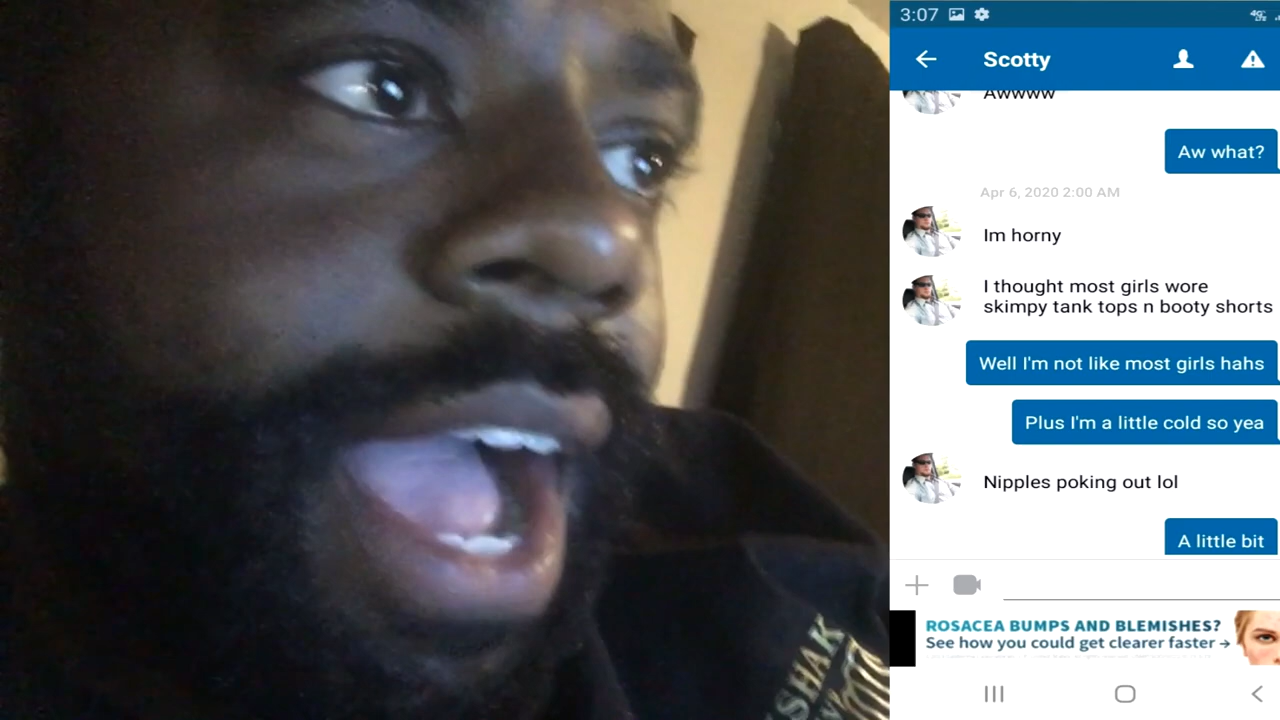 3:07
Scotty
Awwww
Aw what?
Apr 6, 2020 2:00 AM
Im horny
I thought most girls wore
skimpy tank tops n booty shorts
Well I'm not like most girls hahs
Plus I'm a little cold so yea
Nipples poking out lol
A little bit
ROSACEA BUMPS AND BLEMISHES?
See how you could get clearer faster →
SHAK